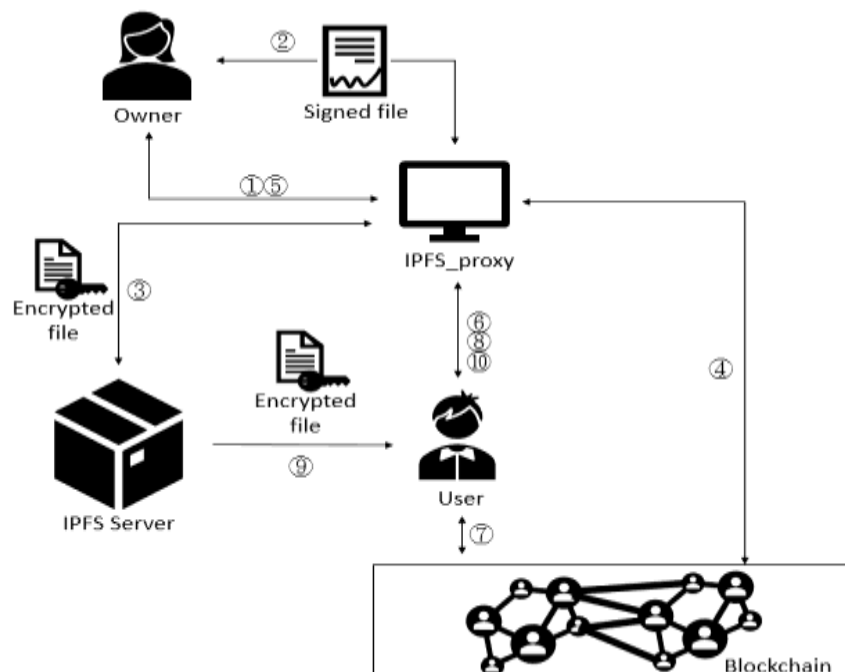 ②
Owner
Signed file
①⑤
IPFS_proxy
Encrypted
file
③
⑥
⑧
⑩
④
Encrypted
file
⑨
IPFS Server
User
⑦
Blockchain